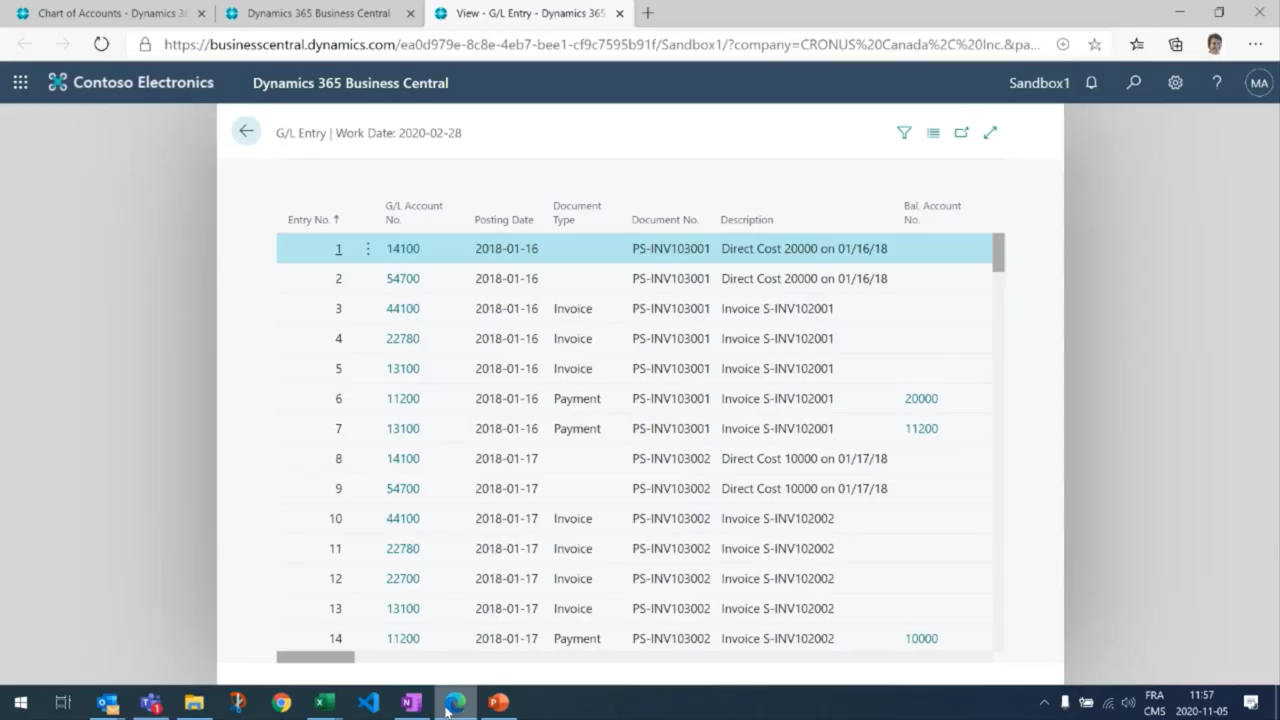 Chart of Accounts - Dynamics 36
Dynamics 365 Business Central
View - G/L Entry - Dynamics 365
https://businesscentral.dynamics.com/ea0d979e-8c8e-4eb7-bee1-cf9c7595b91f/Sandbox1/?company=CRONUS%20Canada%2C%20Inc.&pa...
Contoso Electronics
Dynamics 365 Business Central
Sandbox1
MA
G/L Entry | Work Date: 2020-02-28
Entry No. ↑ G/L Account No. Posting Date Document Type Document No. Description Bal. Account No.
1 14100 2018-01-16 PS-INV103001 Direct Cost 20000 on 01/16/18
2 54700 2018-01-16 PS-INV103001 Direct Cost 20000 on 01/16/18
3 44100 2018-01-16 Invoice PS-INV103001 Invoice S-INV102001
4 22780 2018-01-16 Invoice PS-INV103001 Invoice S-INV102001
5 13100 2018-01-16 Invoice PS-INV103001 Invoice S-INV102001
6 11200 2018-01-16 Payment PS-INV103001 Invoice S-INV102001 20000
7 13100 2018-01-16 Payment PS-INV103001 Invoice S-INV102001 11200
8 14100 2018-01-17 PS-INV103002 Direct Cost 10000 on 01/17/18
9 54700 2018-01-17 PS-INV103002 Direct Cost 10000 on 01/17/18
10 44100 2018-01-17 Invoice PS-INV103002 Invoice S-INV102002
11 22780 2018-01-17 Invoice PS-INV103002 Invoice S-INV102002
12 22700 2018-01-17 Invoice PS-INV103002 Invoice S-INV102002
13 13100 2018-01-17 Invoice PS-INV103002 Invoice S-INV102002
14 11200 2018-01-17 Payment PS-INV103002 Invoice S-INV102002 10000
FRA 11:57
CMS 2020-11-05